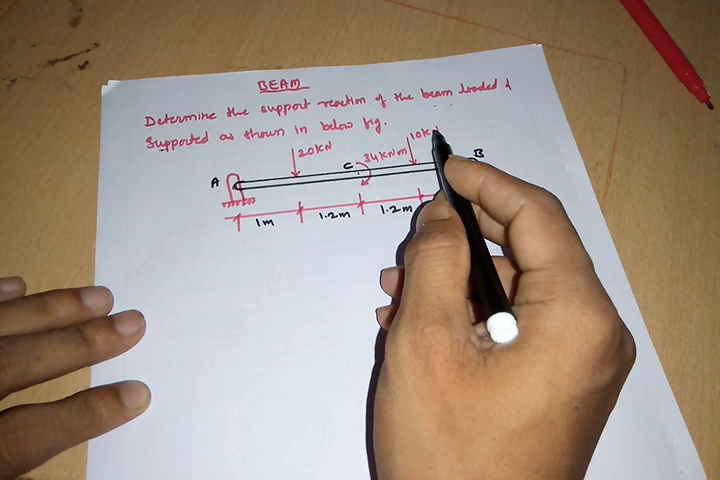 BEAM
Determine the support reaction of the beam loaded &
Supported as shown in below fig.
20KN
10K
C
34KNm
B
A
1m
1.2m
1.2m